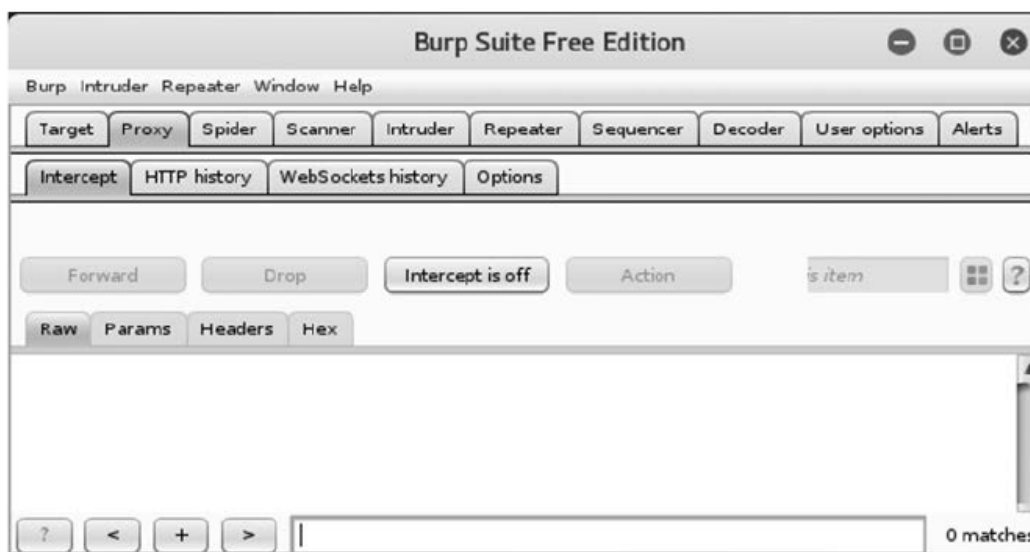 Burp Suite Free Edition
Burp Intruder Repeater Window Help
Target Proxy Spider Scanner Intruder Repeater Sequencer Decoder User options Alerts
Intercept HTTP history WebSockets history Options
Forward Drop Intercept is off Action is item ?
Raw Params Headers Hex
? < + > 0 matches